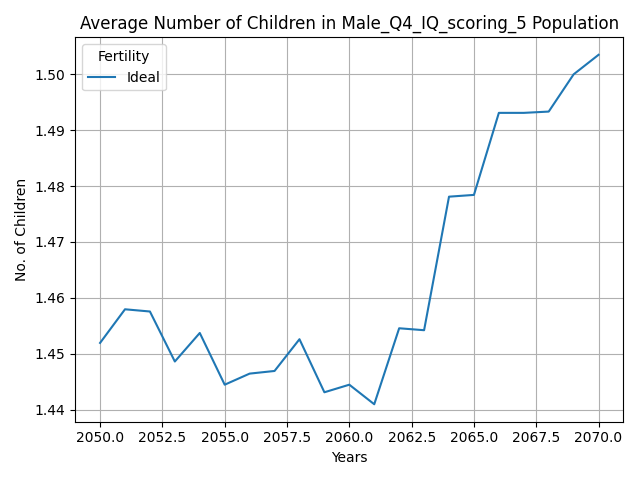 Average Number of Children in Male_Q4_IQ_scoring_5 Population
Fertility
Ideal
No. of Children
1.50
1.49
1.48
1.47
1.46
1.45
1.44
2050.0 2052.5 2055.0 2057.5 2060.0 2062.5 2065.0 2067.5 2070.0
Years